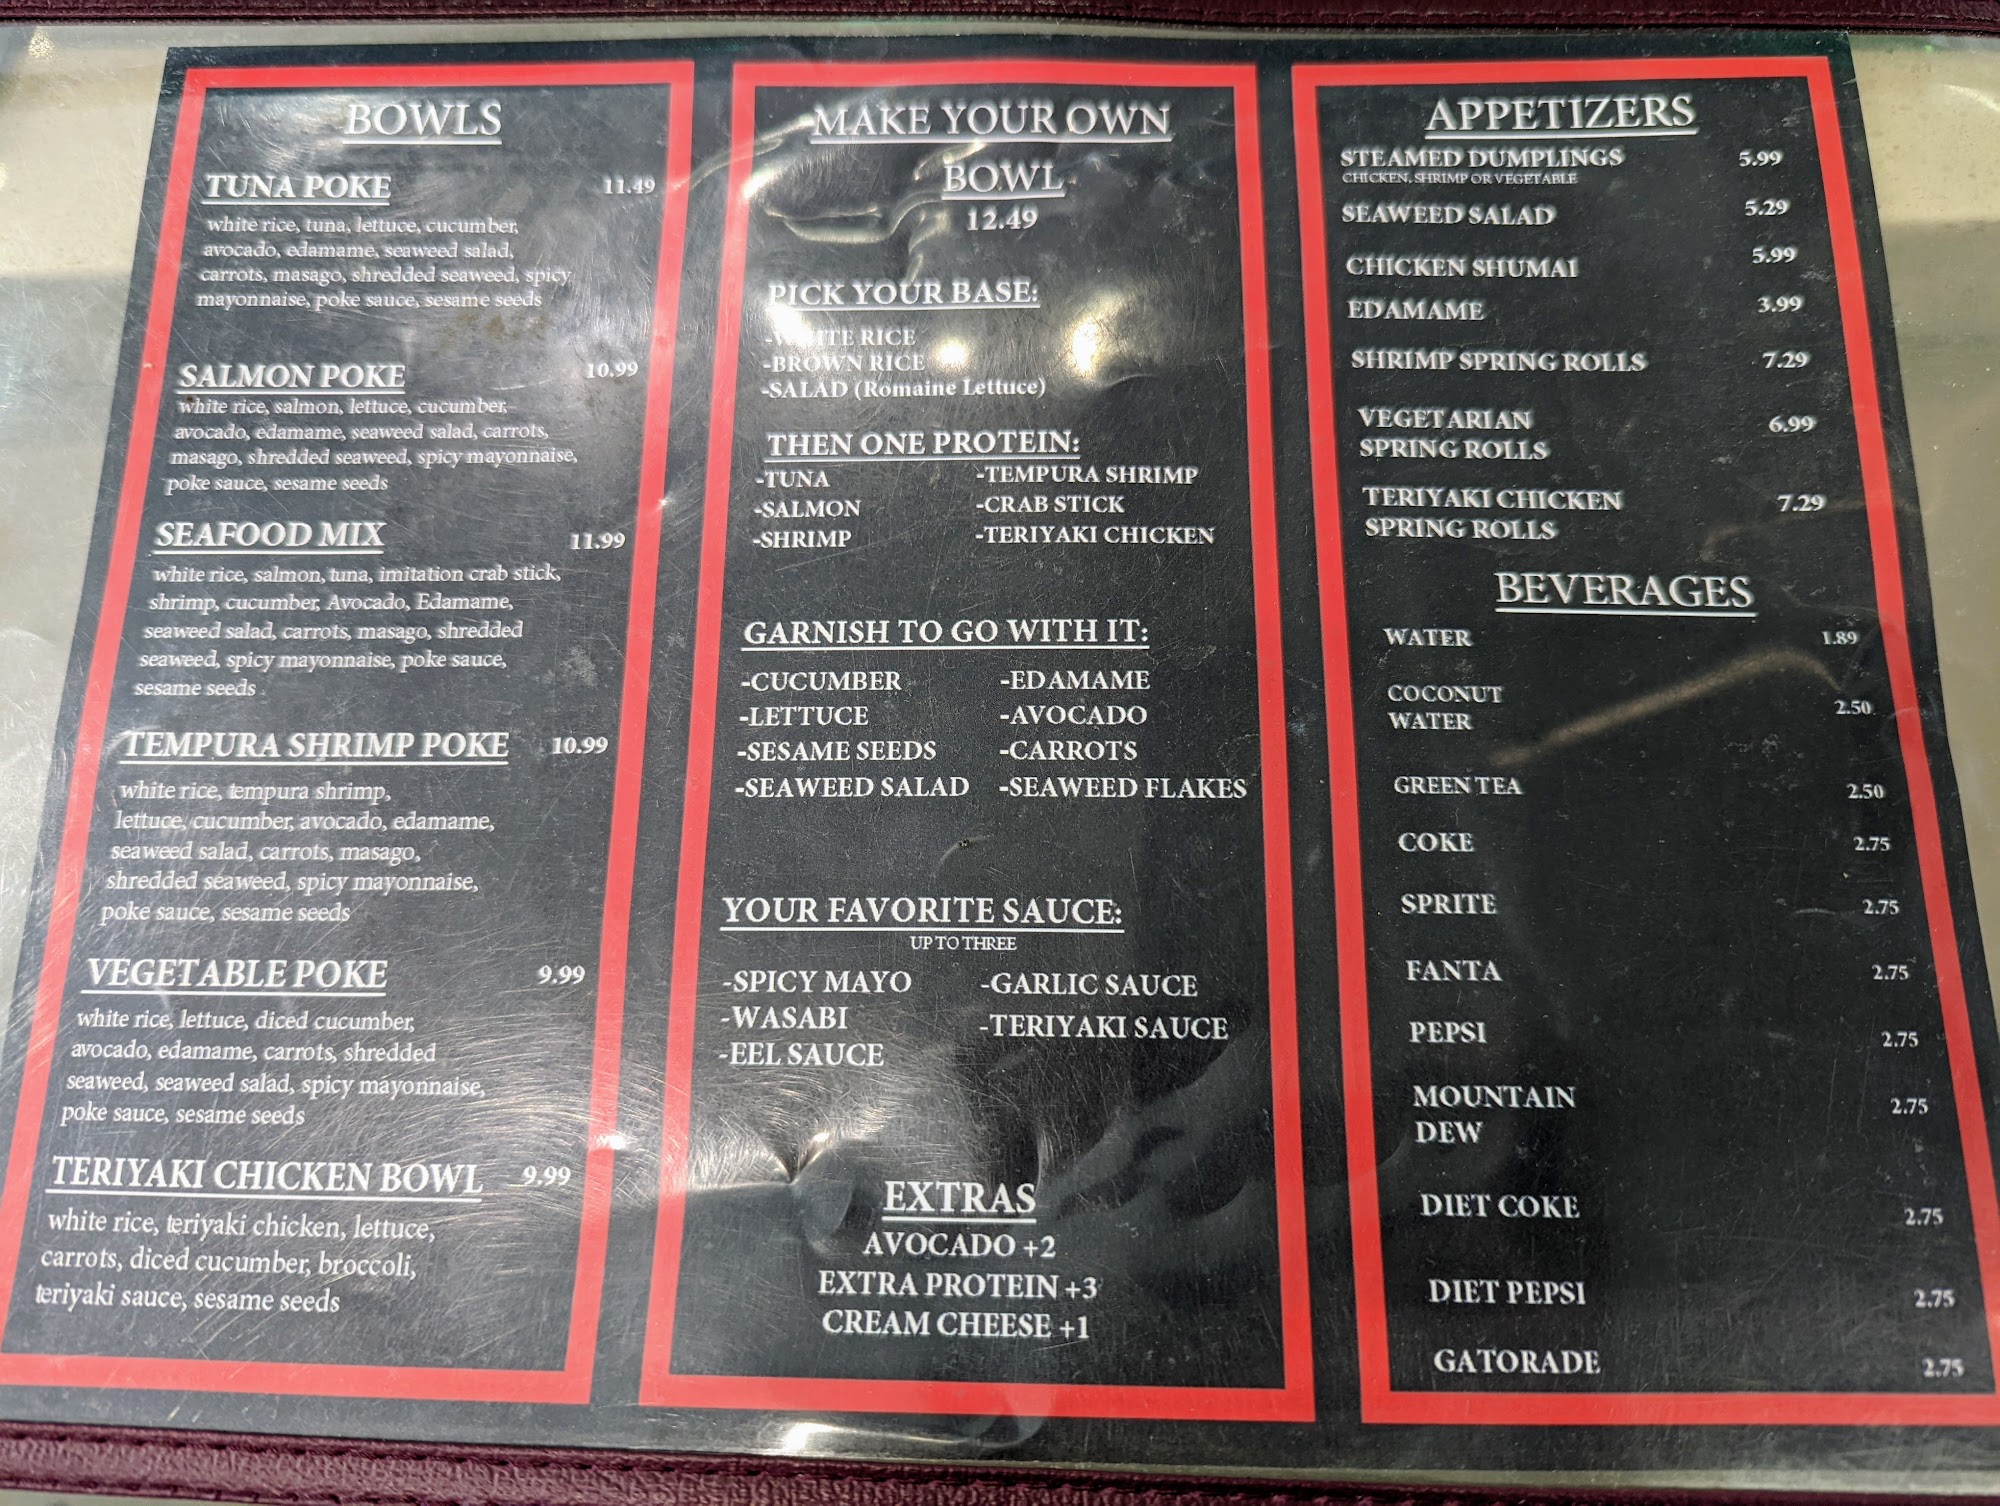 BOWLS
TUNA POKE 11.49
white rice, tuna, lettuce, cucumber,
avocado, edamame, seaweed salad,
carrots, masago, shredded seaweed, spicy
mayonnaise, poke sauce, sesame seeds
SALMON POKE 10.99
white rice, salmon, lettuce, cucumber,
avocado, edamame, seaweed salad, carrots,
masago, shredded seaweed, spicy mayonnaise,
poke sauce, sesame seeds
SEAFOOD MIX 11.99
white rice, salmon, tuna, imitation crab stick,
shrimp, cucumber, Avocado, Edamame,
seaweed salad, carrots, masago, shredded
seaweed, spicy mayonnaise, poke sauce,
sesame seeds
TEMPURA SHRIMP POKE 10.99
white rice, tempura shrimp,
lettuce, cucumber, avocado, edamame,
seaweed salad, carrots, masago,
shredded seaweed, spicy mayonnaise,
poke sauce, sesame seeds
VEGETABLE POKE 9.99
white rice, lettuce, diced cucumber,
avocado, edamame, carrots, shredded
seaweed, seaweed salad, spicy mayonnaise,
poke sauce, sesame seeds
TERIYAKI CHICKEN BOWL 9.99
white rice, teriyaki chicken, lettuce,
carrots, diced cucumber, broccoli,
teriyaki sauce, sesame seeds
MAKE YOUR OWN
BOWL
12.49
PICK YOUR BASE:
-WHITE RICE
-BROWN RICE
-SALAD (Romaine Lettuce)
THEN ONE PROTEIN:
-TUNA -TEMPURA SHRIMP
-SALMON -CRAB STICK
-SHRIMP -TERIYAKI CHICKEN
GARNISH TO GO WITH IT:
-CUCUMBER -EDAMAME
-LETTUCE -AVOCADO
-SESAME SEEDS -CARROTS
-SEAWEED SALAD -SEAWEED FLAKES
YOUR FAVORITE SAUCE:
UP TO THREE
-SPICY MAYO -GARLIC SAUCE
-WASABI -TERIYAKI SAUCE
-EEL SAUCE
EXTRAS
AVOCADO +2
EXTRA PROTEIN +3
CREAM CHEESE +1
APPETIZERS
STEAMED DUMPLINGS 5.99
CHICKEN, SHRIMP OR VEGETABLE
SEAWEED SALAD 5.29
CHICKEN SHUMAI 5.99
EDAMAME 3.99
SHRIMP SPRING ROLLS 7.29
VEGETARIAN 6.99
SPRING ROLLS
TERIYAKI CHICKEN 7.29
SPRING ROLLS
BEVERAGES
WATER 1.89
COCONUT 2.50
WATER
GREEN TEA 2.50
COKE 2.75
SPRITE 2.75
FANTA 2.75
PEPSI 2.75
MOUNTAIN 2.75
DEW
DIET COKE 2.75
DIET PEPSI 2.75
GATORADE 2.75